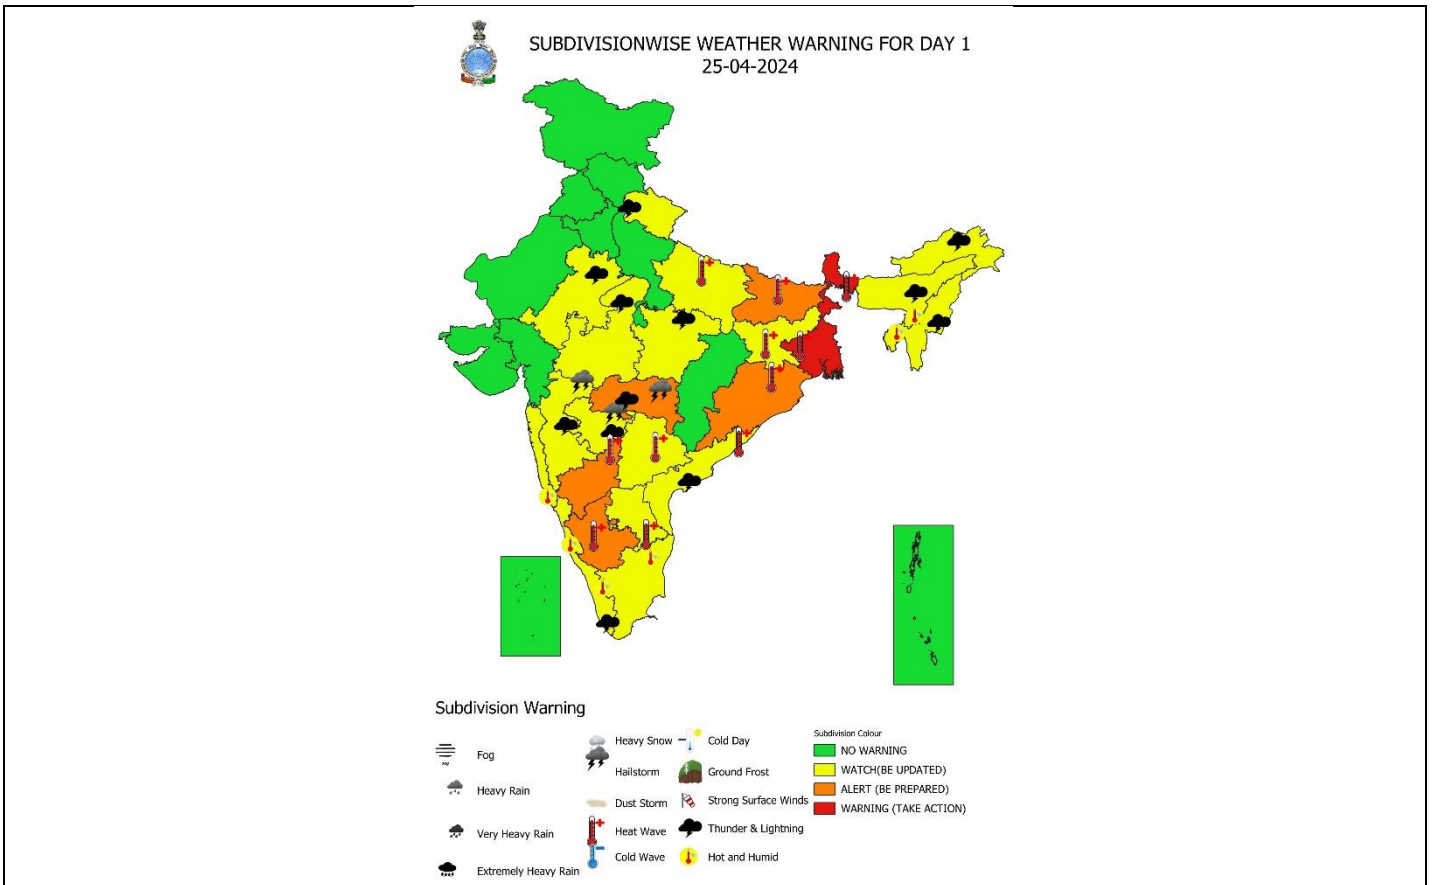 SUBDIVISIONWISE WEATHER WARNING FOR DAY 1
25-04-2024
Subdivision Warning
Fog
Heavy Rain
Very Heavy Rain
Extremely Heavy Rain
Heavy Snow
Hailstorm
Dust Storm
Heat Wave
Cold Wave
Cold Day
Ground Frost
Strong Surface Winds
Thunder & Lightning
Hot and Humid
Subdivision Colour
NO WARNING
WATCH(BE UPDATED)
ALERT (BE PREPARED)
WARNING (TAKE ACTION)